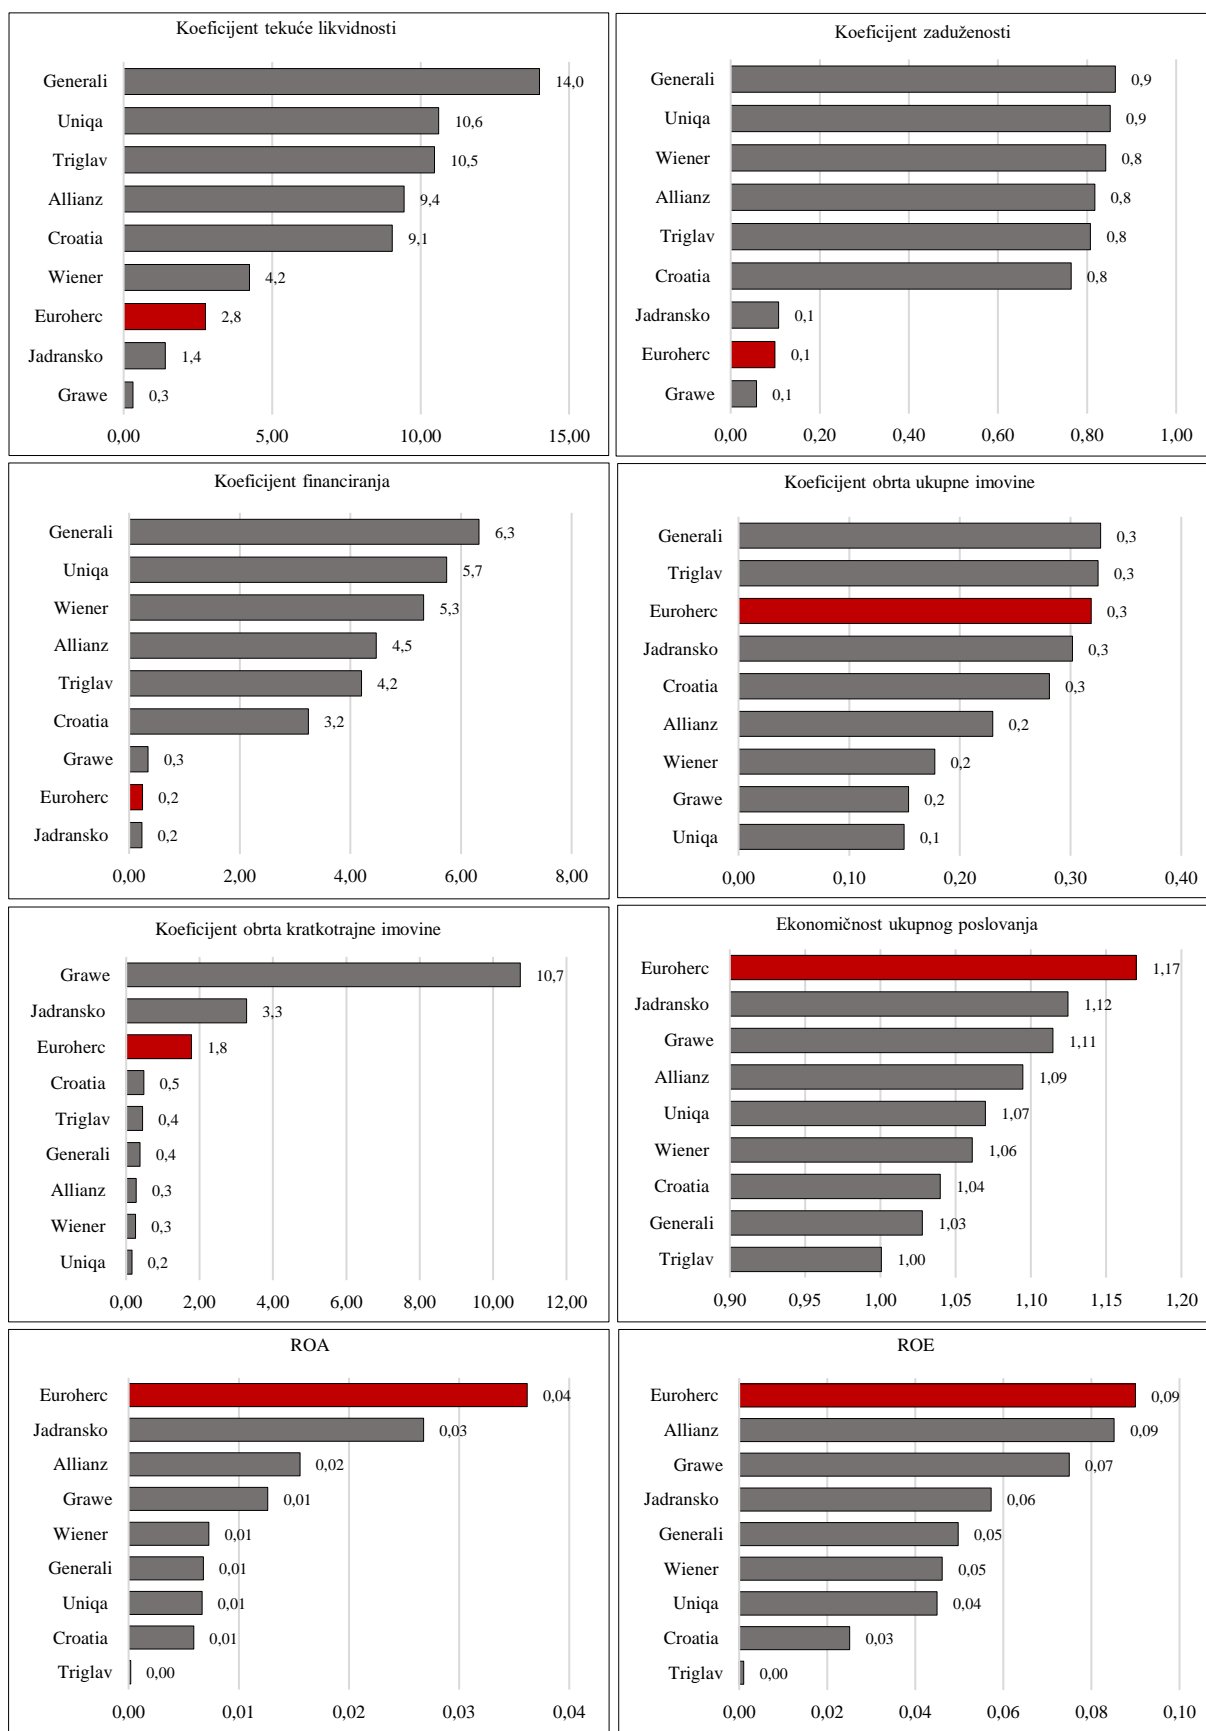 Koeficijent tekuće likvidnosti
Generali 14,0
Uniqa 10,6
Triglav 10,5
Allianz 9,4
Croatia 9,1
Wiener 4,2
Euroherc 2,8
Jadransko 1,4
Grawe 0,3
0,00 5,00 10,00 15,00
Koeficijent zaduženosti
Generali 0,9
Uniqa 0,9
Wiener 0,8
Allianz 0,8
Triglav 0,8
Croatia 0,8
Jadransko 0,1
Euroherc 0,1
Grawe 0,1
0,00 0,20 0,40 0,60 0,80 1,00
Koeficijent financiranja
Generali 6,3
Uniqa 5,7
Wiener 5,3
Allianz 4,5
Triglav 4,2
Croatia 3,2
Grawe 0,3
Euroherc 0,2
Jadransko 0,2
0,00 2,00 4,00 6,00 8,00
Koeficijent obrta ukupne imovine
Generali 0,3
Triglav 0,3
Euroherc 0,3
Jadransko 0,3
Croatia 0,3
Allianz 0,2
Wiener 0,2
Grawe 0,2
Uniqa 0,1
0,00 0,10 0,20 0,30 0,40
Koeficijent obrta kratkotrajne imovine
Grawe 10,7
Jadransko 3,3
Euroherc 1,8
Croatia 0,5
Triglav 0,4
Generali 0,4
Allianz 0,3
Wiener 0,3
Uniqa 0,2
0,00 2,00 4,00 6,00 8,00 10,00 12,00
Ekonomičnost ukupnog poslovanja
Euroherc 1,17
Jadransko 1,12
Grawe 1,11
Allianz 1,09
Uniqa 1,07
Wiener 1,06
Croatia 1,04
Generali 1,03
Triglav 1,00
0,90 0,95 1,00 1,05 1,10 1,15 1,20
ROA
Euroherc 0,04
Jadransko 0,03
Allianz 0,02
Grawe 0,01
Wiener 0,01
Generali 0,01
Uniqa 0,01
Croatia 0,01
Triglav 0,00
0,00 0,01 0,02 0,03 0,04
ROE
Euroherc 0,09
Allianz 0,09
Grawe 0,07
Jadransko 0,06
Generali 0,05
Wiener 0,05
Uniqa 0,04
Croatia 0,03
Triglav 0,00
0,00 0,02 0,04 0,06 0,08 0,10